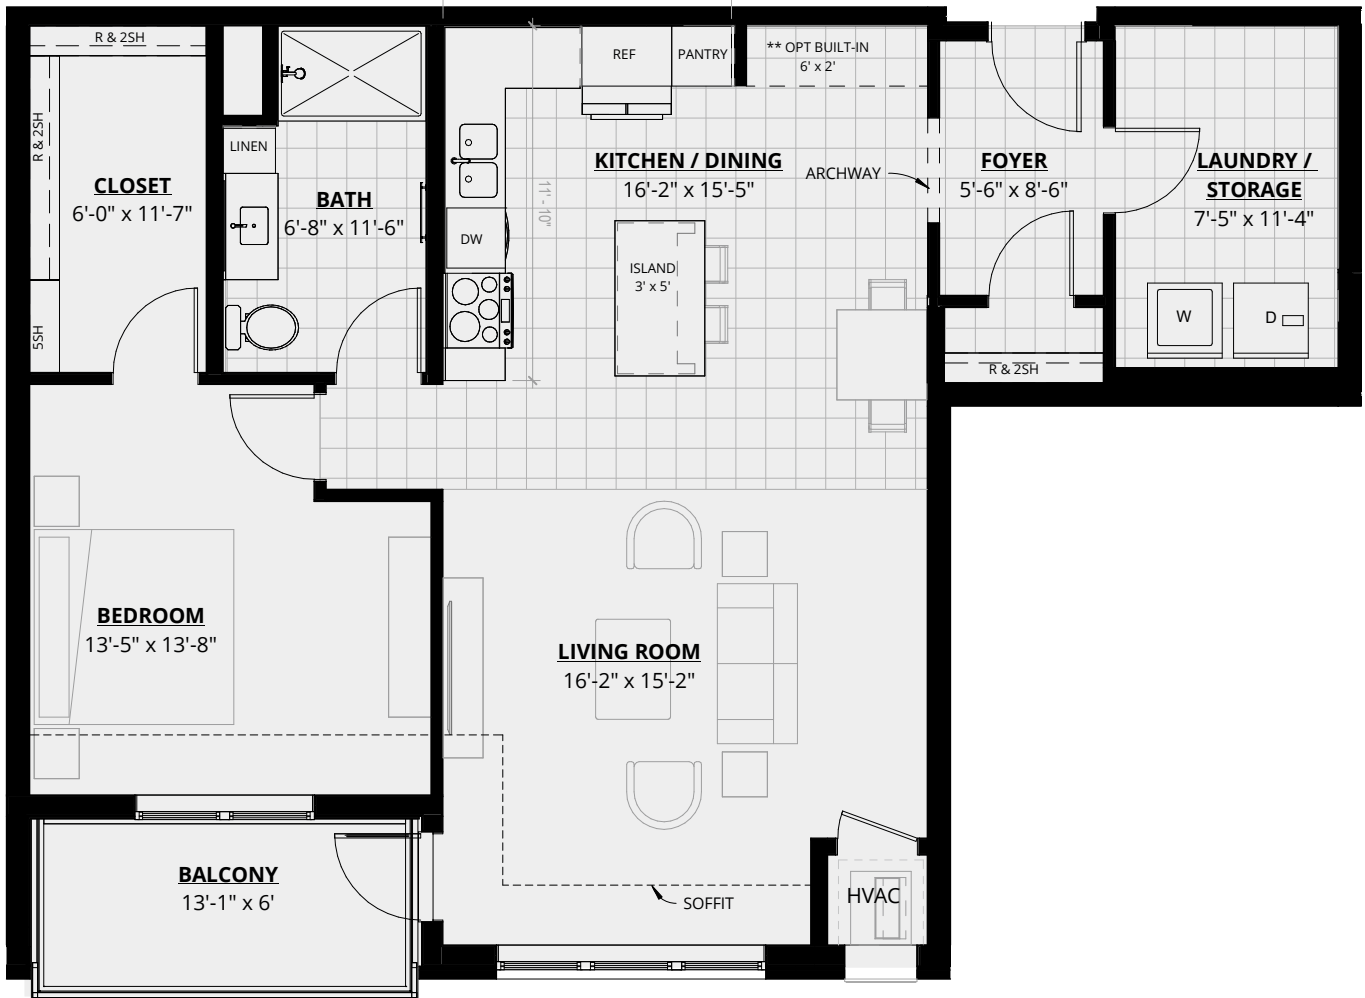 R & 2SH
R & 2SH
5SH
CLOSET
6'-0" x 11'-7"
LINEN
BATH
6'-8" x 11'-6"
REF
PANTRY
** OPT BUILT-IN
6' x 2'
KITCHEN / DINING
16'-2" x 15'-5"
11' - 10"
DW
ISLAND
3' x 5'
ARCHWAY
FOYER
5'-6" x 8'-6"
LAUNDRY /
STORAGE
7'-5" x 11'-4"
W
D
R & 2SH
BEDROOM
13'-5" x 13'-8"
LIVING ROOM
16'-2" x 15'-2"
BALCONY
13'-1" x 6'
SOFFIT
HVAC